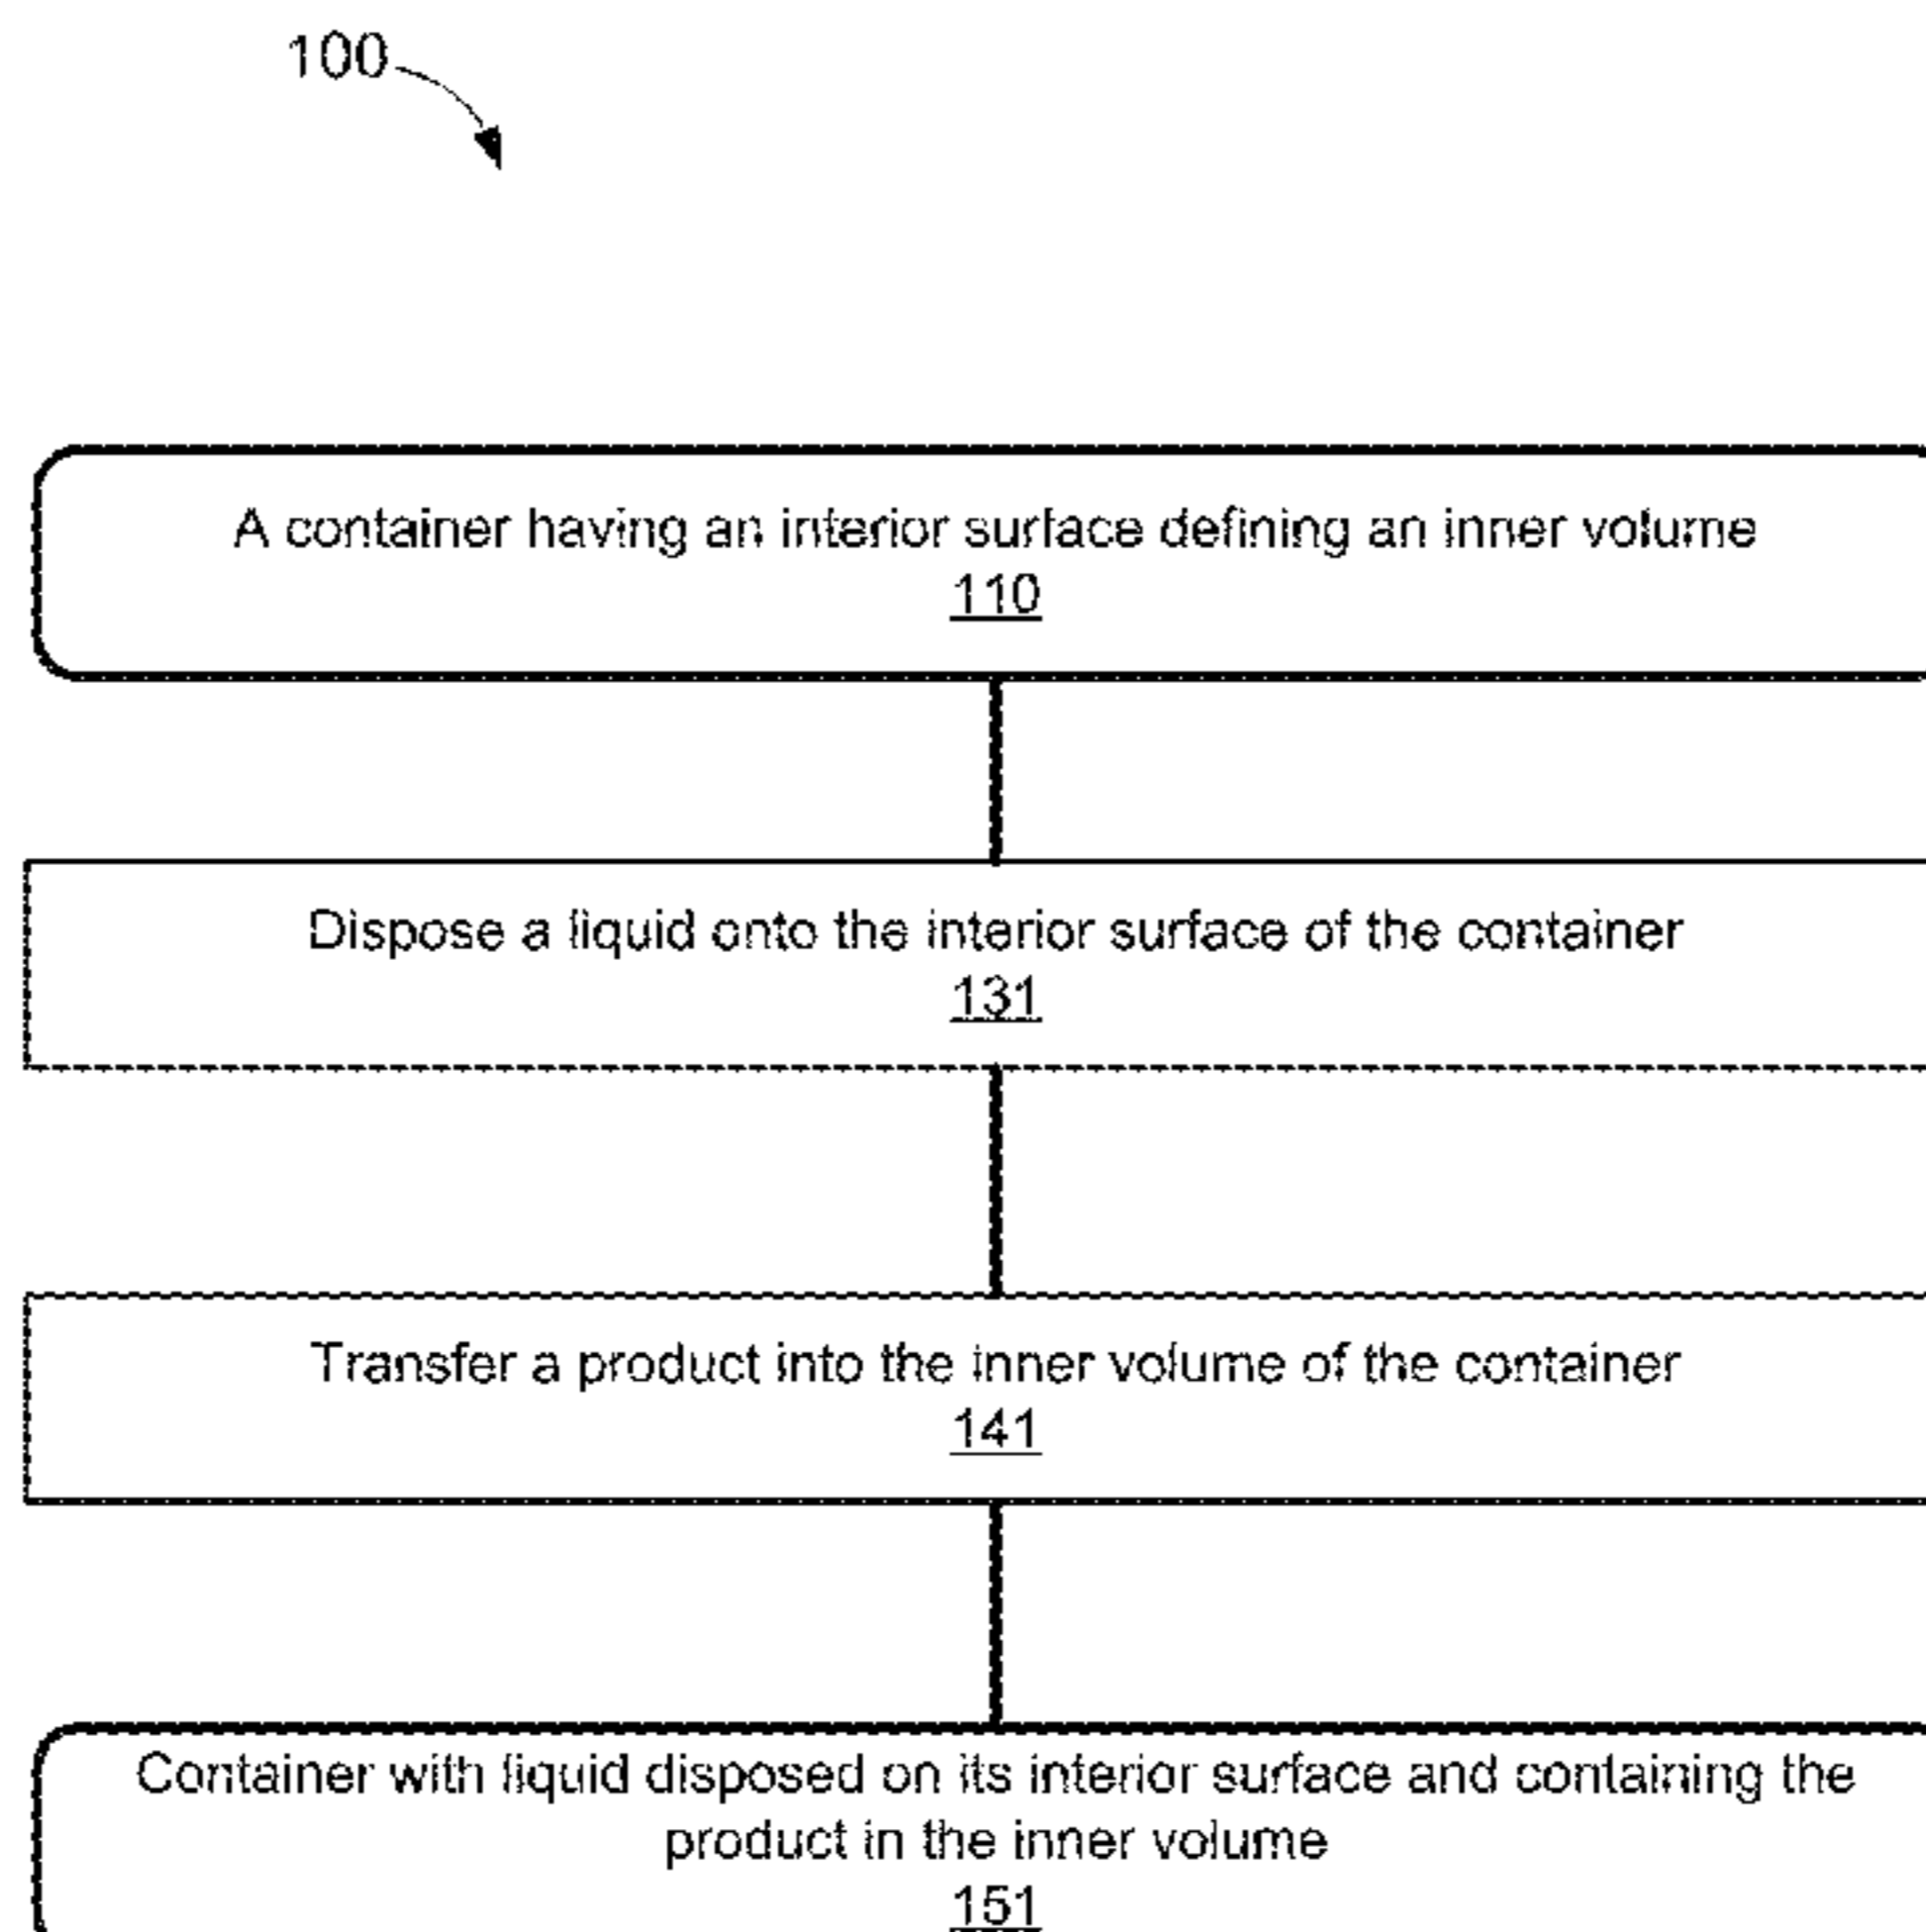 100
A container having an interior surface defining an inner volume
110
Dispose a liquid onto the interior surface of the container
131
Transfer a product into the inner volume of the container
141
Container with liquid disposed on its interior surface and containing the
product in the inner volume
151